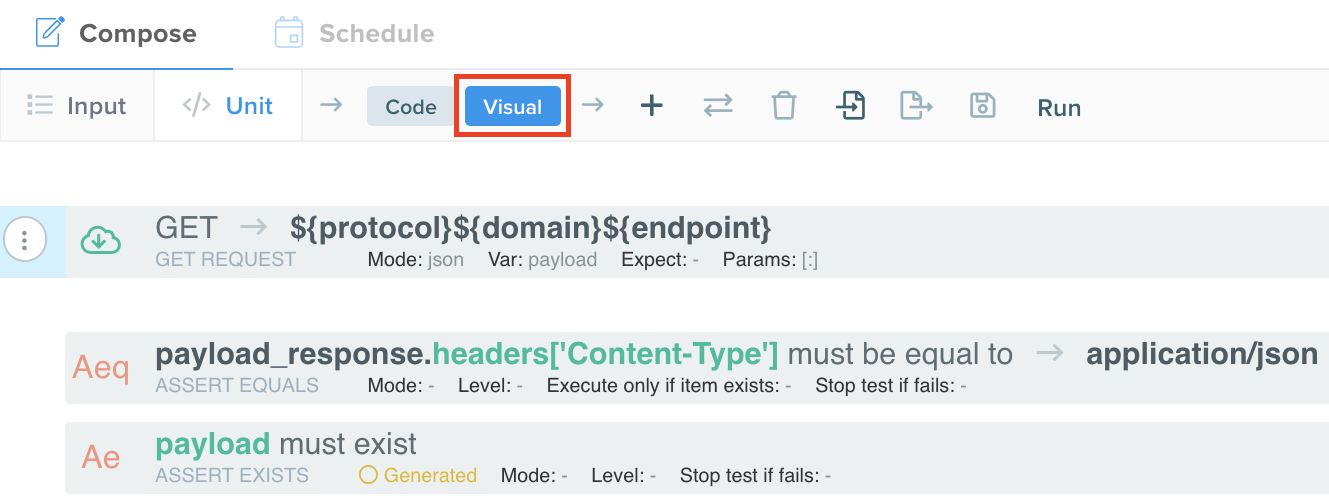 Compose Schedule
Input </> Unit → Code Visual → + Run
GET → ${protocol}${domain}${endpoint}
GET REQUEST Mode: json Var: payload Expect: - Params: [:]
Aeq payload_response.headers['Content-Type'] must be equal to → application/json
ASSERT EQUALS Mode: - Level: - Execute only if item exists: - Stop test if fails: -
Ae payload must exist
ASSERT EXISTS Generated Mode: - Level: - Stop test if fails: -